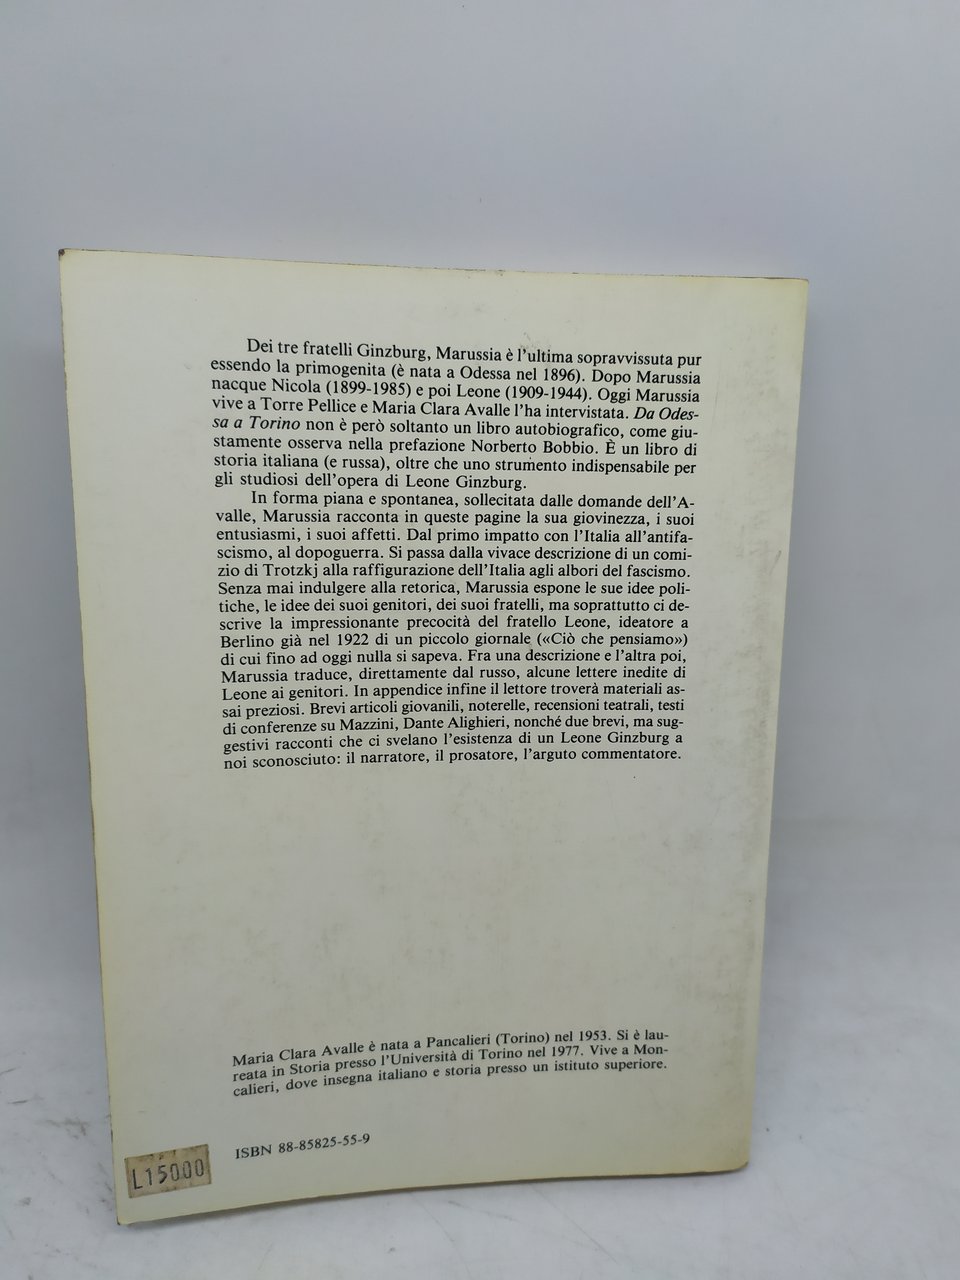 Dei tre fratelli Ginzburg, Marussia è l'ultima sopravvissuta pur
essendo la primogenita (è nata a Odessa nel 1896). Dopo Marussia
nacque Nicola (1899-1985) e poi Leone (1909-1944). Oggi Marussia
vive a Torre Pellice e Maria Clara Avalle l'ha intervistata. Da Odes-
sa a Torino non è però soltanto un libro autobiografico, come giu-
stamente osserva nella prefazione Norberto Bobbio. È un libro di
storia italiana (e russa), oltre che uno strumento indispensabile per
gli studiosi dell'opera di Leone Ginzburg.
In forma piana e spontanea, sollecitata dalle domande dell'A-
valle, Marussia racconta in queste pagine la sua giovinezza, i suoi
entusiasmi, i suoi affetti. Dal primo impatto con l'Italia all'antifa-
scismo, al dopoguerra. Si passa dalla vivace descrizione di un comi-
zio di Trotzkj alla raffigurazione dell'Italia agli albori del fascismo.
Senza mai indulgere alla retorica, Marussia espone le sue idee poli-
tiche, le idee dei suoi genitori, dei suoi fratelli, ma soprattutto ci de-
scrive la impressionante precocità del fratello Leone, ideatore a
Berlino già nel 1922 di un piccolo giornale («Ciò che pensiamo»)
di cui fino ad oggi nulla si sapeva. Fra una descrizione e l'altra poi,
Marussia traduce, direttamente dal russo, alcune lettere inedite di
Leone ai genitori. In appendice infine il lettore troverà materiali as-
sai preziosi. Brevi articoli giovanili, noterelle, recensioni teatrali, testi
di conferenze su Mazzini, Dante Alighieri, nonché due brevi, ma sug-
gestivi racconti che ci svelano l'esistenza di un Leone Ginzburg a
noi sconosciuto: il narratore, il prosatore, l'arguto commentatore.
Maria Clara Avalle è nata a Pancalieri (Torino) nel 1953. Si è lau-
reata in Storia presso l'Università di Torino nel 1977. Vive a Mon-
calieri, dove insegna italiano e storia presso un istituto superiore.
ISBN 88-85825-55-9
L15000